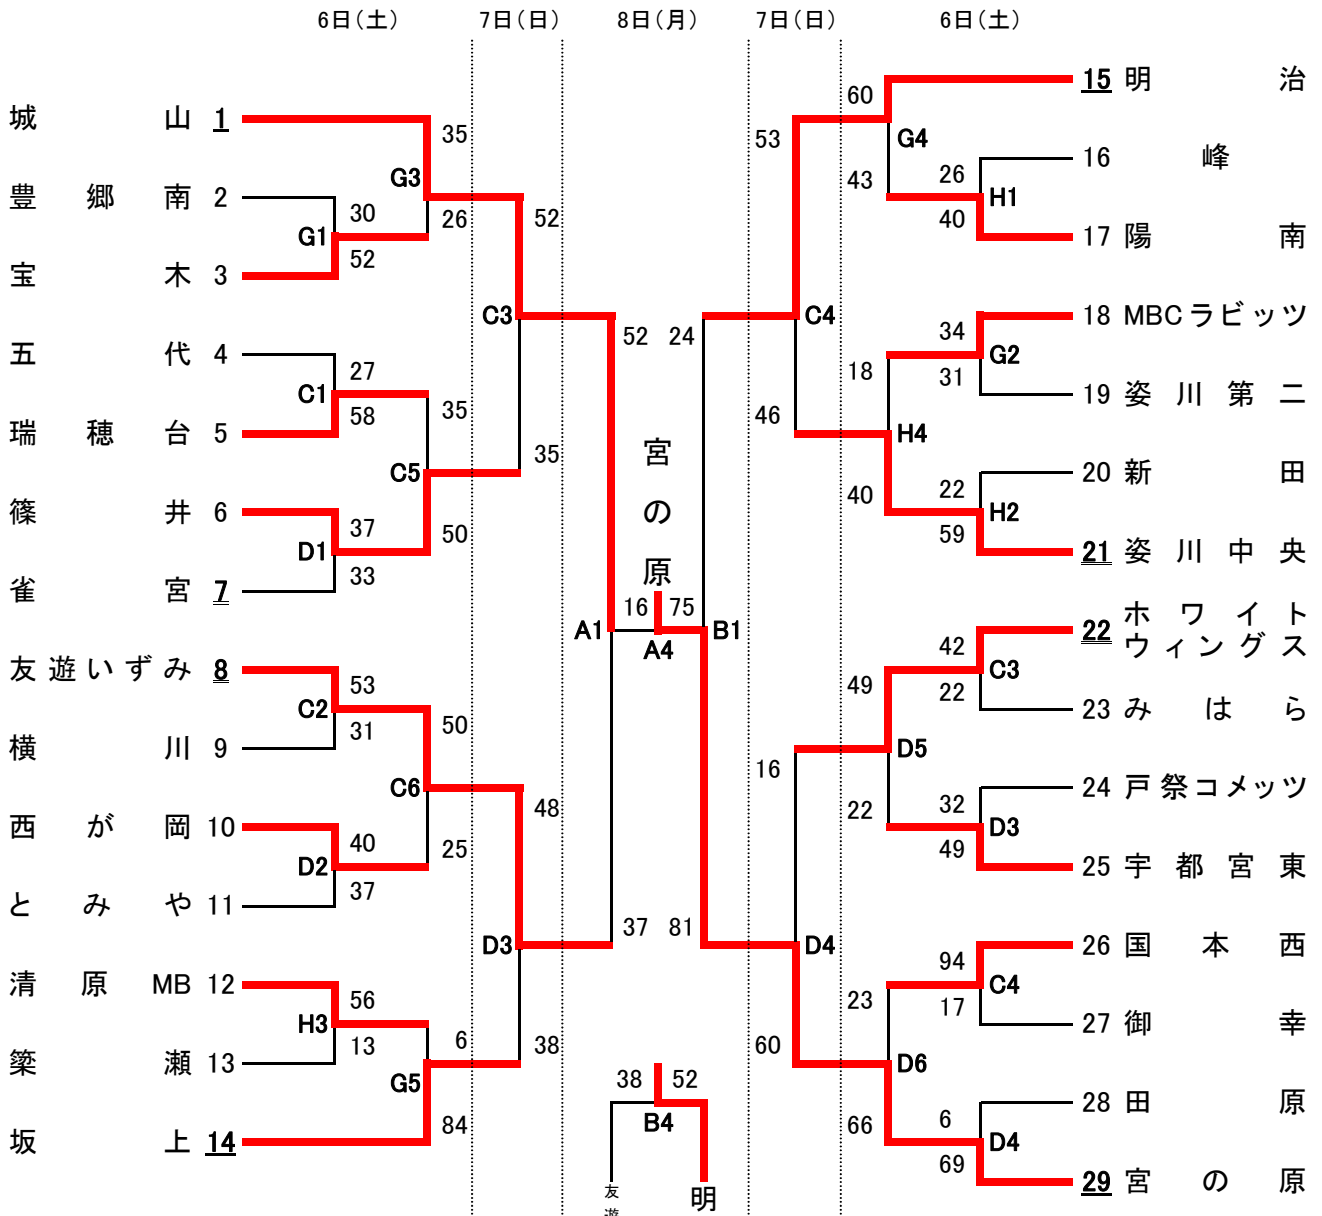 6日(土) 7日(日) 8日(月) 7日(日) 6日(土)
城山 1
豊郷南 2
宝木 3
五代 4
瑞穂台 5
篠井 6
雀宮 7
友遊いずみ 8
横川 9
西が岡 10
とみや 11
清原MB 12
簗瀬 13
坂上 14
G1
30
52
C1
27
58
D1
37
33
C2
53
31
D2
40
37
H3
56
13
G3
35
26
C5
35
50
C6
50
25
G5
6
84
C3
52
35
D3
48
38
A1
52
37
宮の原
16 75
A4
B1
24
81
38 52
B4
友遊
明
C4
53
46
D4
16
60
G4
60
43
H4
18
40
D5
49
22
D6
23
66
H1
26
40
G2
34
31
H2
22
59
C3
42
22
D3
32
49
C4
94
17
D4
6
69
15 明治
16 峰
17 陽南
18 MBCラビッツ
19 姿川第二
20 新田
21 姿川中央
22 ホワイト
ウィングス
23 みはら
24 戸祭コメッツ
25 宇都宮東
26 国本西
27 御幸
28 田原
29 宮の原